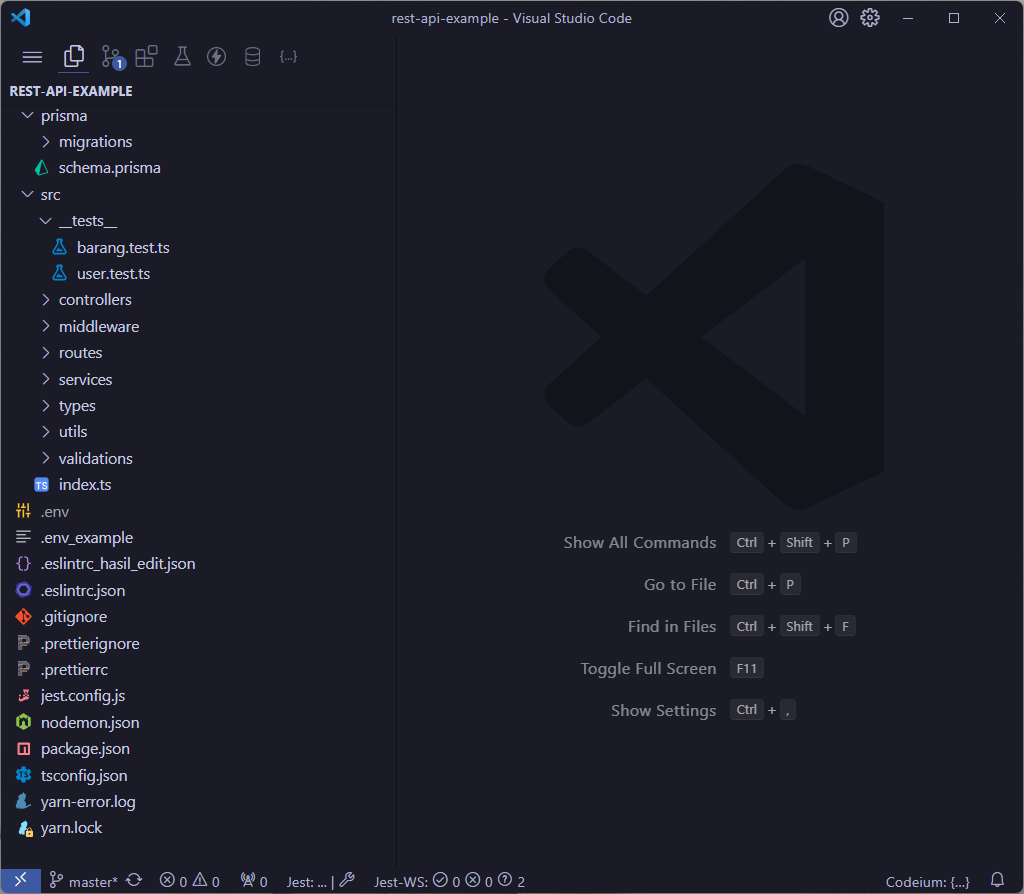 rest-api-example - Visual Studio Code
1
{...}
REST-API-EXAMPLE
prisma
migrations
schema.prisma
src
__tests__
barang.test.ts
user.test.ts
controllers
middleware
routes
services
types
utils
validations
TS index.ts
.env
.env_example
{} .eslintrc_hasil_edit.json
.eslintrc.json
.gitignore
.prettierignore
.prettierrc
jest.config.js
nodemon.json
package.json
TS tsconfig.json
yarn-error.log
yarn.lock
Show All Commands Ctrl + Shift + P
Go to File Ctrl + P
Find in Files Ctrl + Shift + F
Toggle Full Screen F11
Show Settings Ctrl + ,
master* 0 0 0 Jest: ... | Jest-WS: 0 0 2 Codeium: {...}